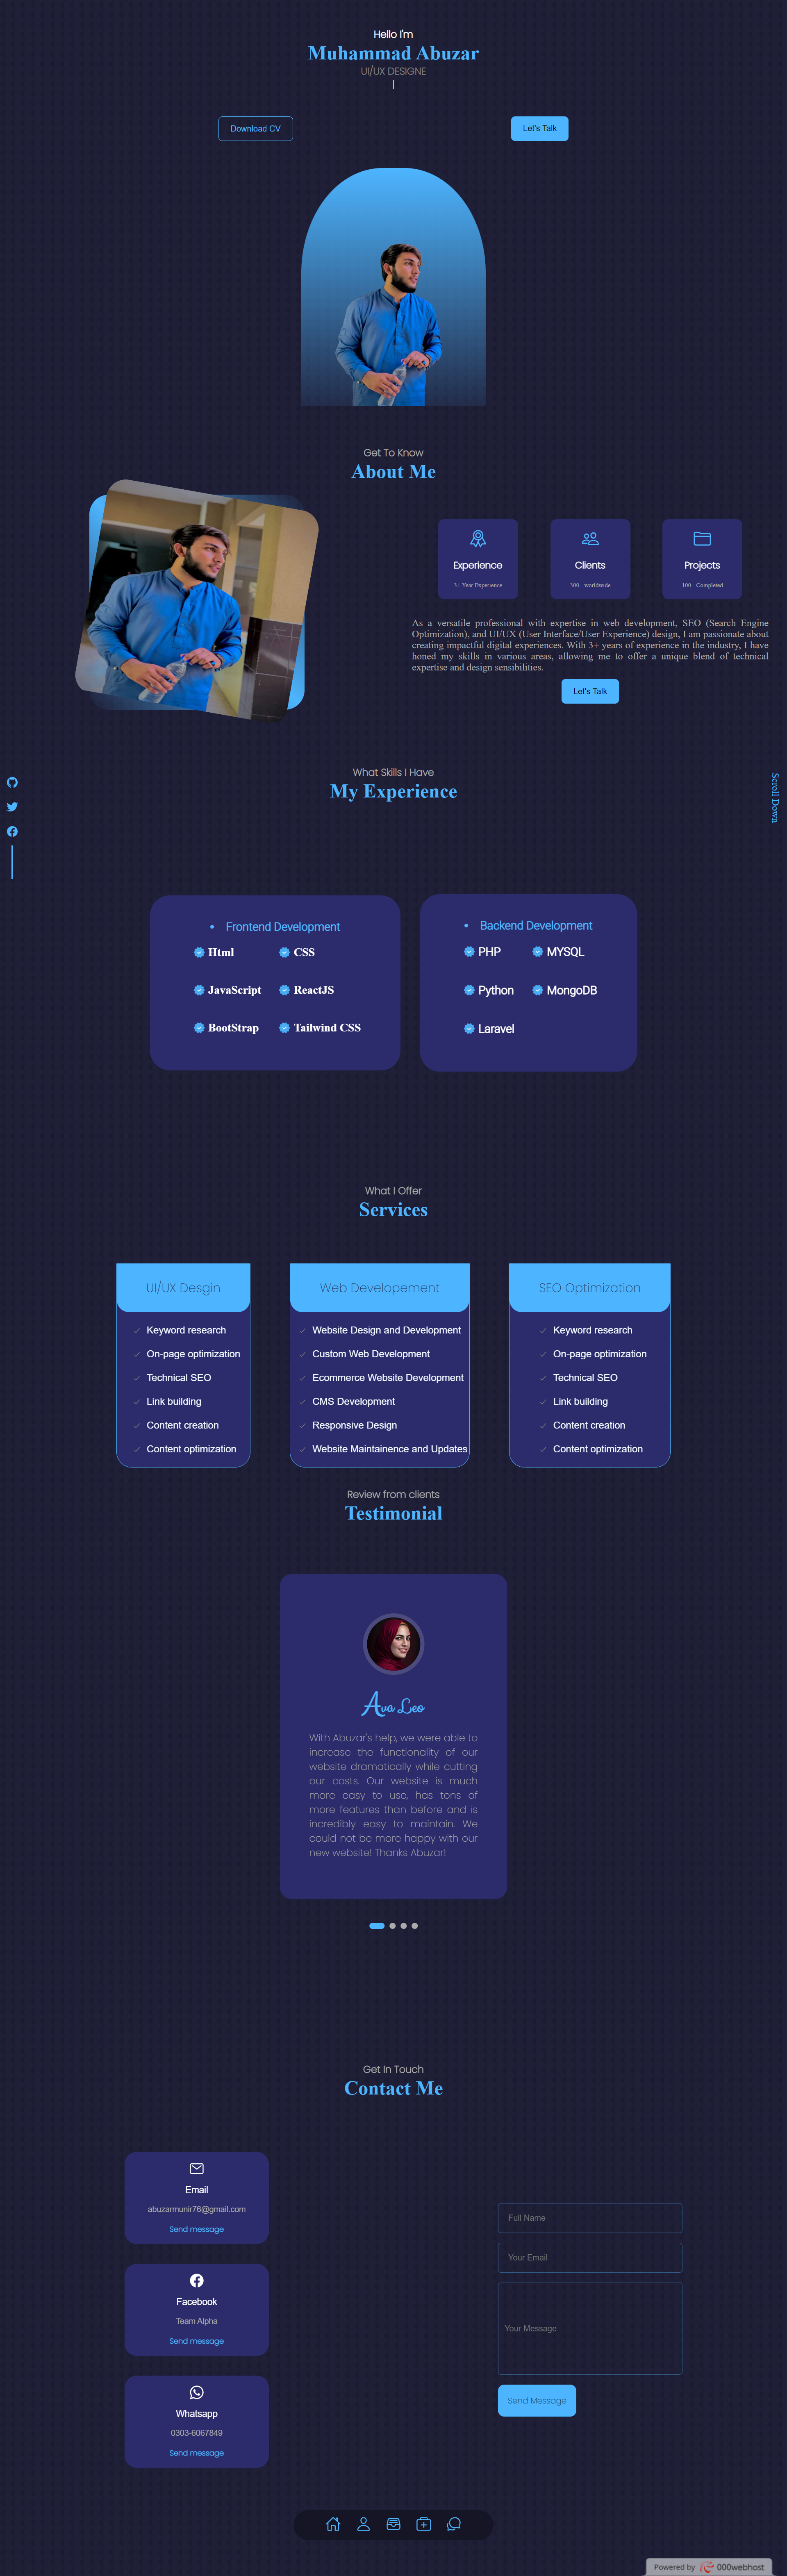 Hello I'm
Muhammad Abuzar
UI/UX DESIGNE
Download CV
Let's Talk
Get To Know
About Me
Experience
3+ Year Experience
Clients
300+ worldwide
Projects
100+ Completed
As a versatile professional with expertise in web development, SEO (Search Engine
Optimization), and UI/UX (User Interface/User Experience) design, I am passionate about
creating impactful digital experiences. With 3+ years of experience in the industry, I have
honed my skills in various areas, allowing me to offer a unique blend of technical
expertise and design sensibilities.
Let's Talk
What Skills I Have
My Experience
Scroll Down
Frontend Development
Html
CSS
JavaScript
ReactJS
BootStrap
Tailwind CSS
Backend Development
PHP
MYSQL
Python
MongoDB
Laravel
What I Offer
Services
UI/UX Desgin
Keyword research
On-page optimization
Technical SEO
Link building
Content creation
Content optimization
Web Developement
Website Design and Development
Custom Web Development
Ecommerce Website Development
CMS Development
Responsive Design
Website Maintainence and Updates
SEO Optimization
Keyword research
On-page optimization
Technical SEO
Link building
Content creation
Content optimization
Review from clients
Testimonial
Ava Leo
With Abuzar's help, we were able to
increase the functionality of our
website dramatically while cutting
our costs. Our website is much
more easy to use, has tons of
more features than before and is
incredibly easy to maintain. We
could not be more happy with our
new website! Thanks Abuzar!
Get In Touch
Contact Me
Email
abuzarmunir76@gmail.com
Send message
Facebook
Team Alpha
Send message
Whatsapp
0303-6067849
Send message
Full Name
Your Email
Your Message
Send Message
Powered by 000webhost